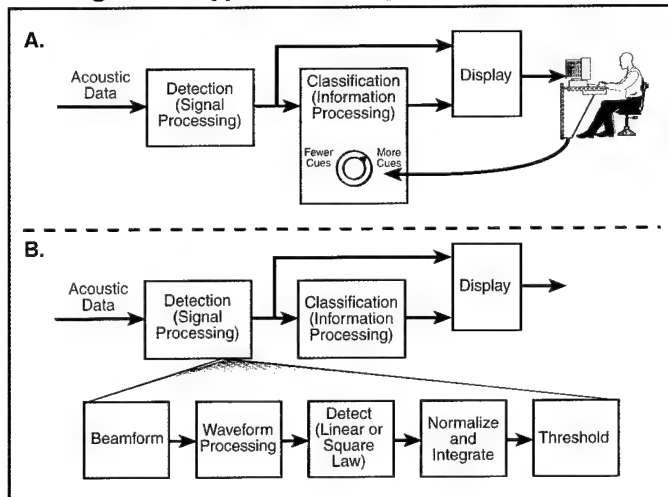 A.
Acoustic
Data
Detection
(Signal
Processing)
Classification
(Information
Processing)
Fewer
Cues
More
Cues
Display
B.
Acoustic
Data
Detection
(Signal
Processing)
Classification
(Information
Processing)
Display
Beamform
Waveform
Processing
Detect
(Linear or
Square
Law)
Normalize
and
Integrate
Threshold